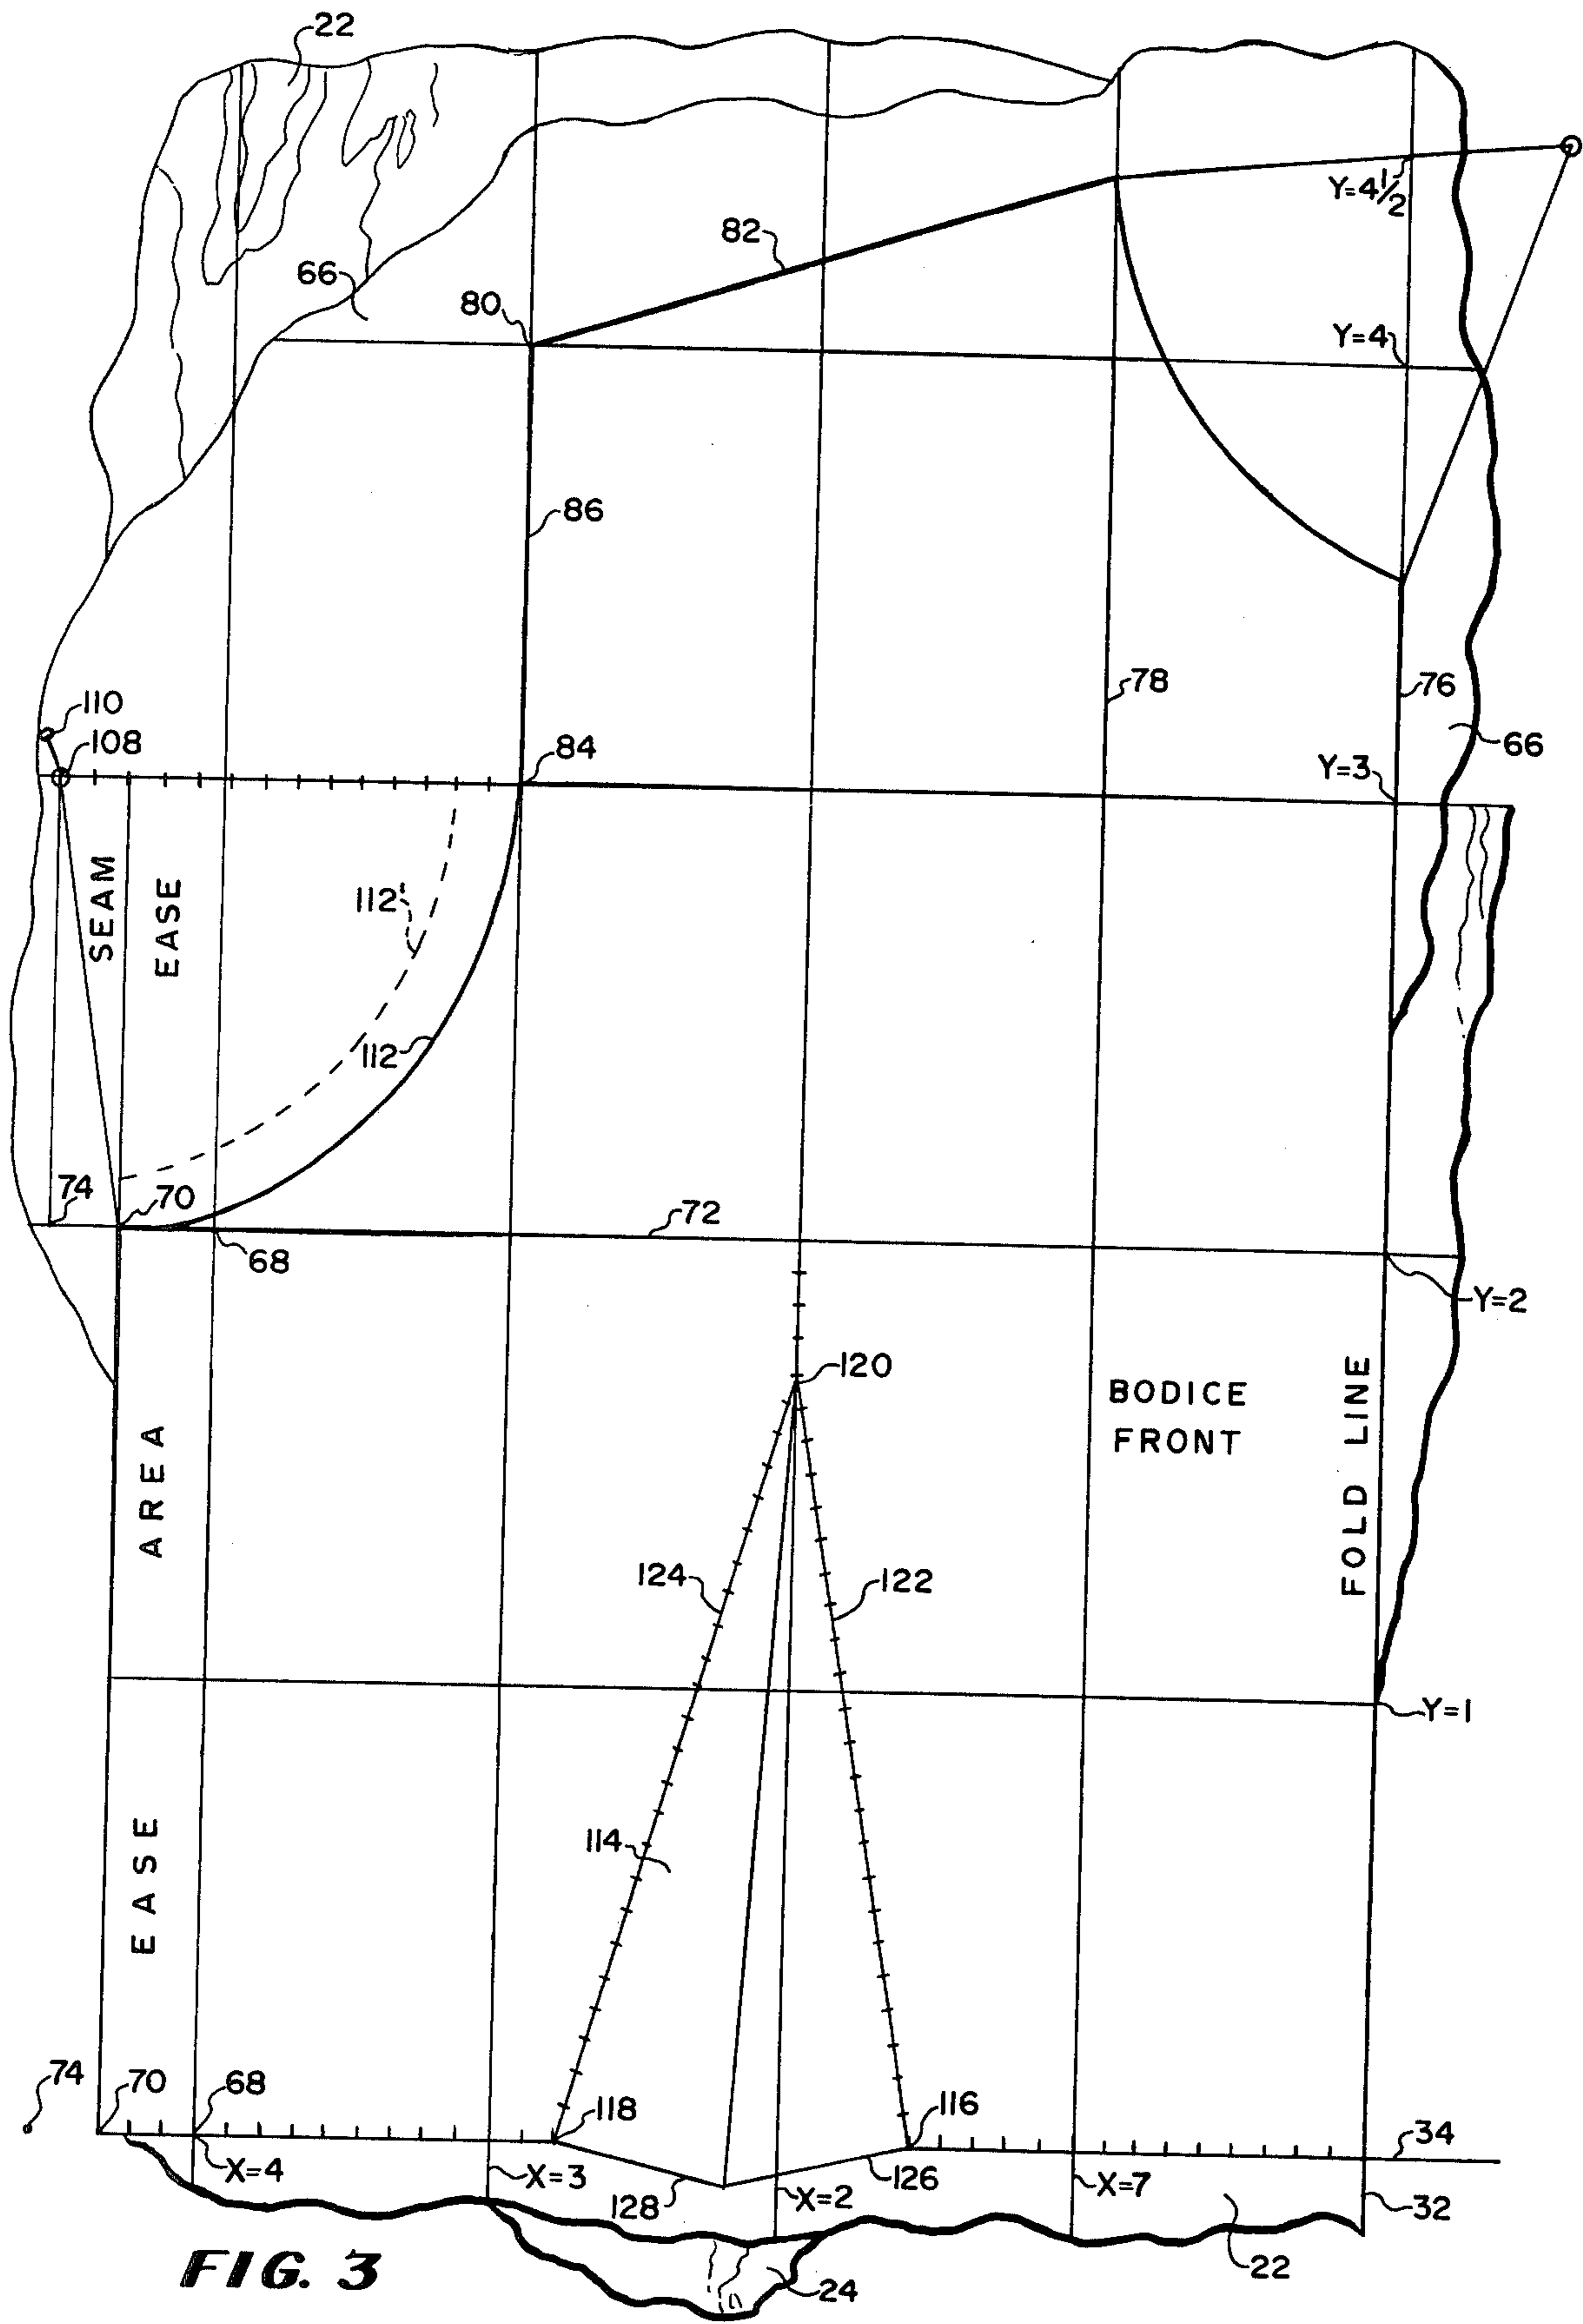 22
Y=4½
82
66
80
Y=4
86
78
76
110
108
84
66
Y=3
SEAM
EASE
112'
112
74
70
72
68
Y=2
120
BODICE
FRONT
FOLD LINE
AREA
124
122
Y=1
114
EASE
74
70
68
118
116
34
X=4
X=3
128
X=2
126
X=7
22
32
24
22
FIG. 3